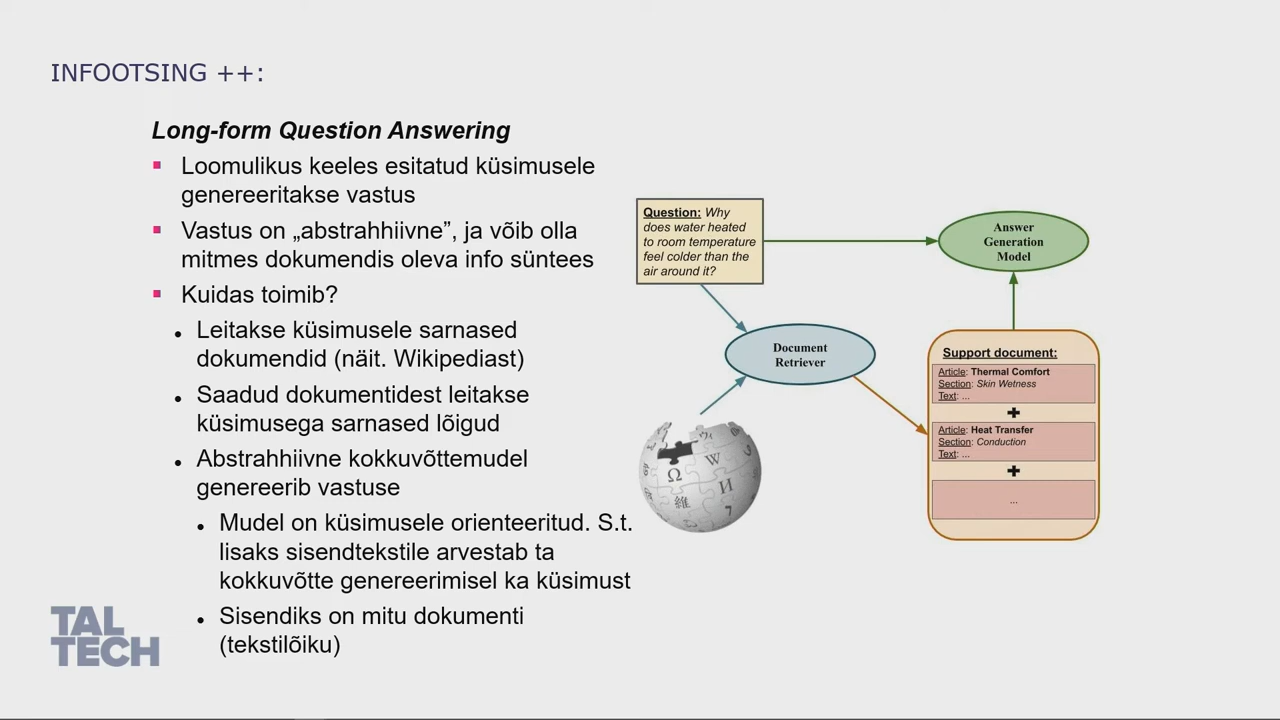 INFOOTSING ++:
Long-form Question Answering
Loomulikus keeles esitatud küsimusele
genereeritakse vastus
Vastus on „abstrahhiivne”, ja võib olla
mitmes dokumendis oleva info süntees
Kuidas toimib?
Leitakse küsimusele sarnased
dokumendid (näit. Wikipediast)
Saadud dokumentidest leitakse
küsimusega sarnased lõigud
Abstrahhiivne kokkuvõttemudel
genereerib vastuse
Mudel on küsimusele orienteeritud. S.t.
lisaks sisendtekstile arvestab ta
kokkuvõtte genereerimisel ka küsimust
Sisendiks on mitu dokumenti
(tekstilõiku)
Question: Why
does water heated
to room temperature
feel colder than the
air around it?
Answer
Generation
Model
Document
Retriever
Support document:
Article: Thermal Comfort
Section: Skin Wetness
Text: ...
Article: Heat Transfer
Section: Conduction
Text: ...
...
Ω
W
И
維
TAL
TECH